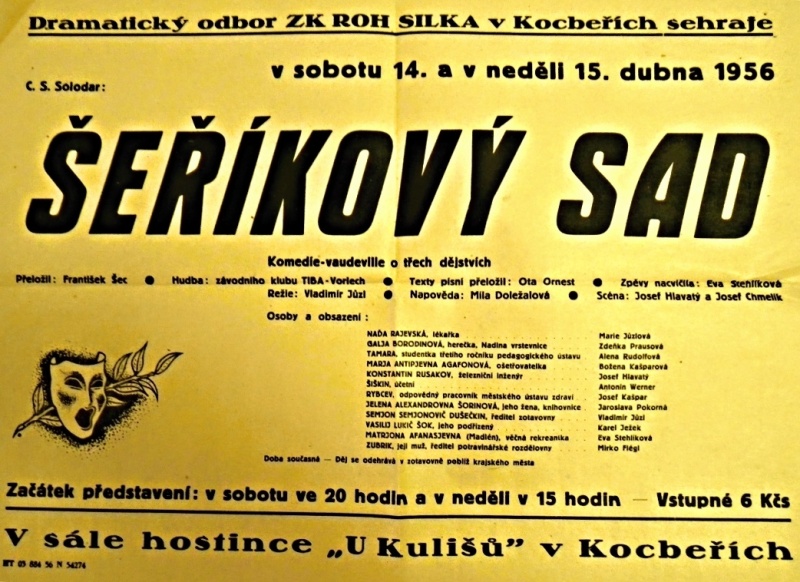 Dramatický odbor ZK ROH SILKA v Kocbeřích sehraje
v sobotu 14. a v neděli 15. dubna 1956
C. S. Solodar:
ŠEŘÍKOVÝ SAD
Komedie-vaudeville o třech dějstvích
Přeložil: František Šec ● Hudba: závodního klubu TIBA-Vorlech ● Texty písní přeložil: Ota Ornest ● Zpěvy nacvičila: Eva Stehlíková
Režie: Vladimír Jůzl ● Napověda: Mila Doležalová ● Scéna: Josef Hlavatý a Josef Chmelík
Osoby a obsazení:
NAĎA RAJEVSKÁ, lékařka Marie Jůzlová
GALJA BORODINOVÁ, herečka, Nadina vrstevnice Zdeňka Prausová
TAMARA, studentka třetího ročníku pedagogického ústavu Alena Rudolfová
MARJA ANTIPJEVNA AGAFONOVÁ, ošetřovatelka Božena Kašparová
KONSTANTIN RUSAKOV, železniční inženýr Josef Hlavatý
ŠIŠKIN, účetní Antonín Werner
RYBCEV, odpovědný pracovník městského ústavu zdraví Josef Kašpar
JELENA ALEXANDROVNA ŠORINOVÁ, jeho žena, knihovnice Jaroslava Pokorná
SEMJON SEMJONOVIČ DUŠEČKIN, ředitel zotavovny Vladimír Jůzl
VASILIJ LUKIČ ŠOK, jeho podřízený Karel Ježek
MATRJONA AFANASJEVNA (Madlén), věčná rekreanika Eva Stehlíková
ZUBRIK, její muž, ředitel potravinářské rozdělovny Mirko Fiégl
Doba současná — Děj se odehrává v zotavovně poblíž krajského města
Začátek představení: v sobotu ve 20 hodin a v neděli v 15 hodin — Vstupné 6 Kčs
V sále hostince „U Kulišů" v Kocbeřích
05 884 56 N 54274